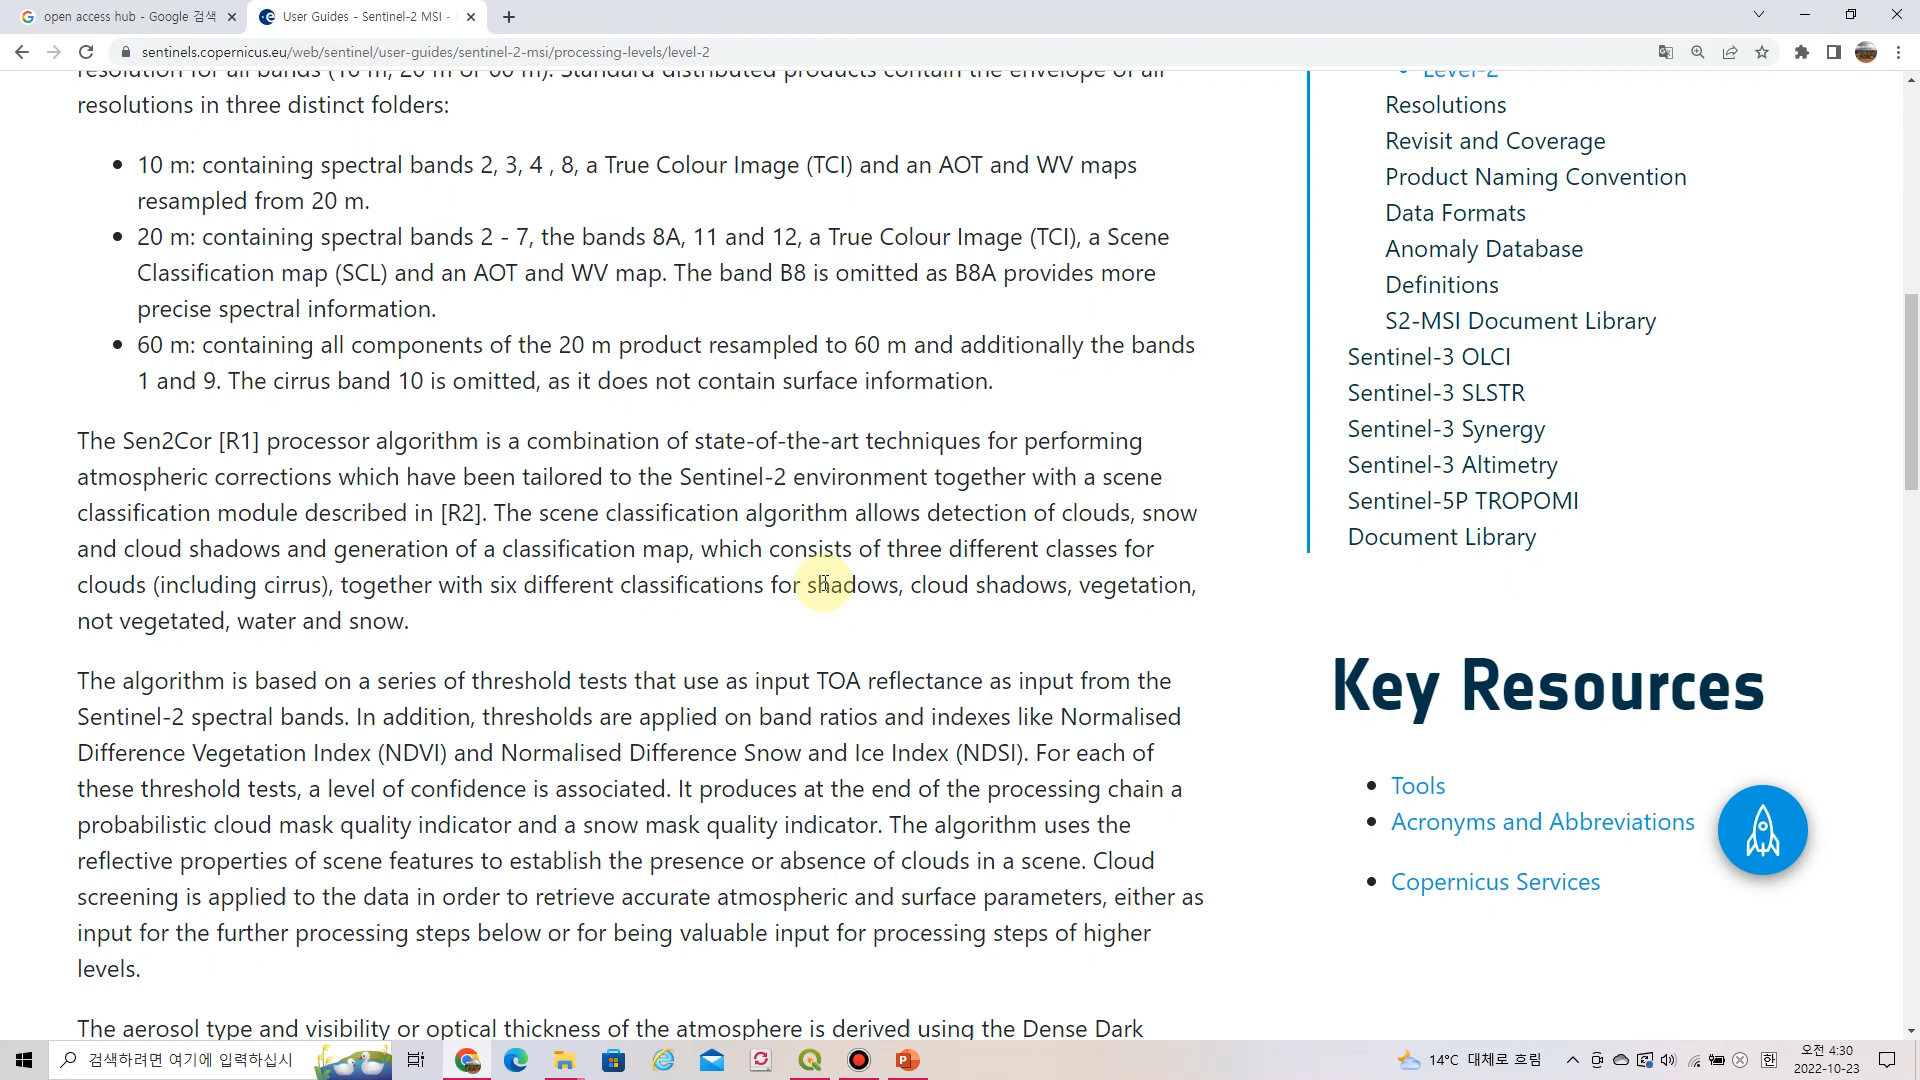 open access hub - Google 검색
User Guides - Sentinel-2 MSI -
sentinels.copernicus.eu/web/sentinel/user-guides/sentinel-2-msi/processing-levels/level-2
resolution for all bands (10 m, 20 m or 60 m). Standard distributed products contain the envelope of all
resolutions in three distinct folders:
10 m: containing spectral bands 2, 3, 4 , 8, a True Colour Image (TCI) and an AOT and WV maps
resampled from 20 m.
20 m: containing spectral bands 2 - 7, the bands 8A, 11 and 12, a True Colour Image (TCI), a Scene
Classification map (SCL) and an AOT and WV map. The band B8 is omitted as B8A provides more
precise spectral information.
60 m: containing all components of the 20 m product resampled to 60 m and additionally the bands
1 and 9. The cirrus band 10 is omitted, as it does not contain surface information.
The Sen2Cor [R1] processor algorithm is a combination of state-of-the-art techniques for performing
atmospheric corrections which have been tailored to the Sentinel-2 environment together with a scene
classification module described in [R2]. The scene classification algorithm allows detection of clouds, snow
and cloud shadows and generation of a classification map, which consists of three different classes for
clouds (including cirrus), together with six different classifications for shadows, cloud shadows, vegetation,
not vegetated, water and snow.
The algorithm is based on a series of threshold tests that use as input TOA reflectance as input from the
Sentinel-2 spectral bands. In addition, thresholds are applied on band ratios and indexes like Normalised
Difference Vegetation Index (NDVI) and Normalised Difference Snow and Ice Index (NDSI). For each of
these threshold tests, a level of confidence is associated. It produces at the end of the processing chain a
probabilistic cloud mask quality indicator and a snow mask quality indicator. The algorithm uses the
reflective properties of scene features to establish the presence or absence of clouds in a scene. Cloud
screening is applied to the data in order to retrieve accurate atmospheric and surface parameters, either as
input for the further processing steps below or for being valuable input for processing steps of higher
levels.
The aerosol type and visibility or optical thickness of the atmosphere is derived using the Dense Dark
Level-2
Resolutions
Revisit and Coverage
Product Naming Convention
Data Formats
Anomaly Database
Definitions
S2-MSI Document Library
Sentinel-3 OLCI
Sentinel-3 SLSTR
Sentinel-3 Synergy
Sentinel-3 Altimetry
Sentinel-5P TROPOMI
Document Library
Key Resources
Tools
Acronyms and Abbreviations
Copernicus Services
검색하려면 여기에 입력하십시
14°C 대체로 흐림
한
오전 4:30
2022-10-23